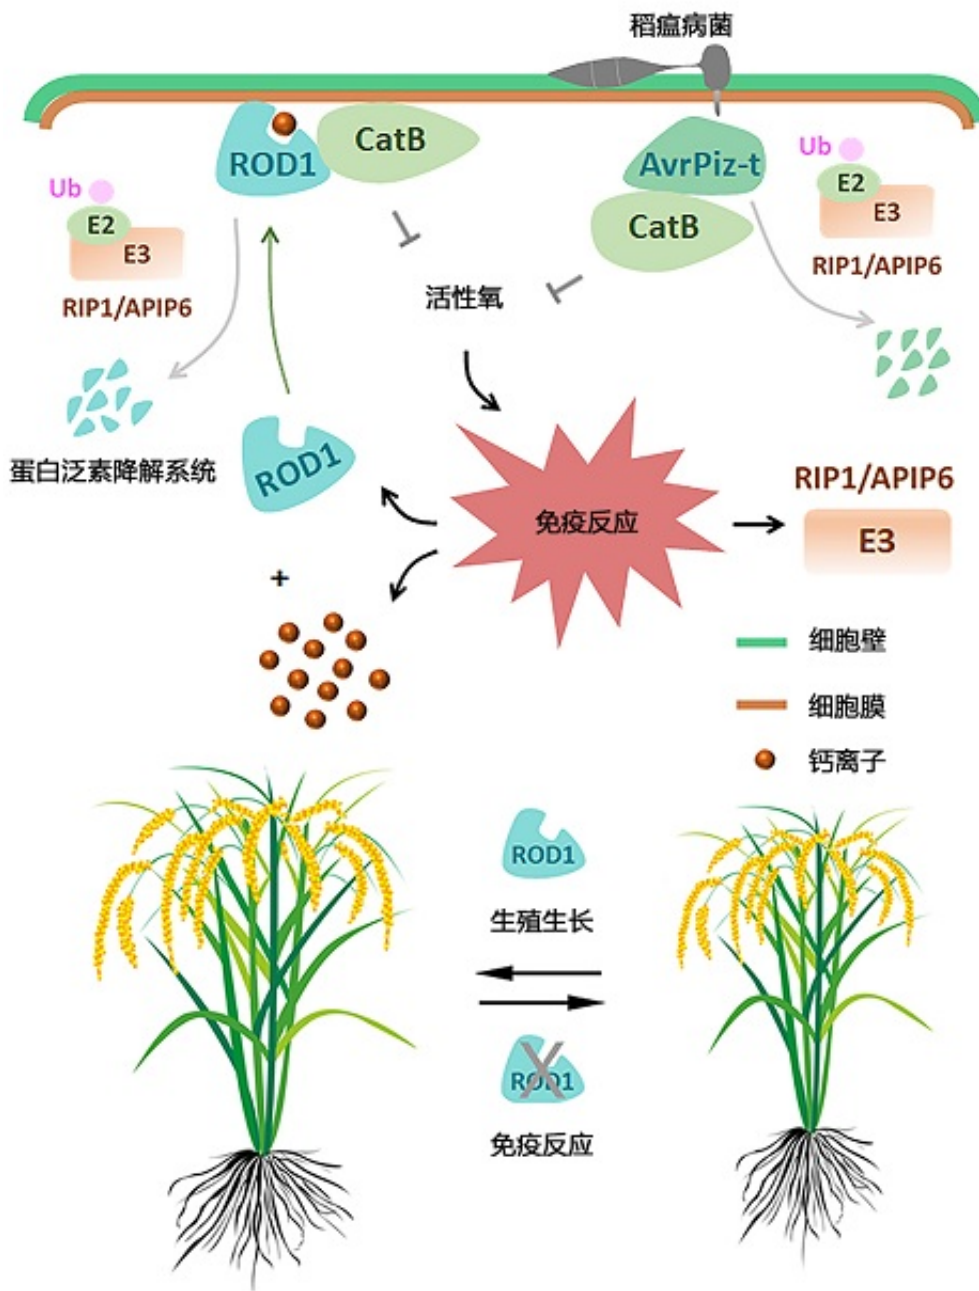 稻瘟病菌
ROD1
CatB
AvrPiz-t
CatB
Ub
E2
E3
RIP1/APIP6
Ub
E2
E3
RIP1/APIP6
活性氧
蛋白泛素降解系统
ROD1
免疫反应
RIP1/APIP6
E3
+
细胞壁
细胞膜
钙离子
ROD1
生殖生长
ROD1
免疫反应